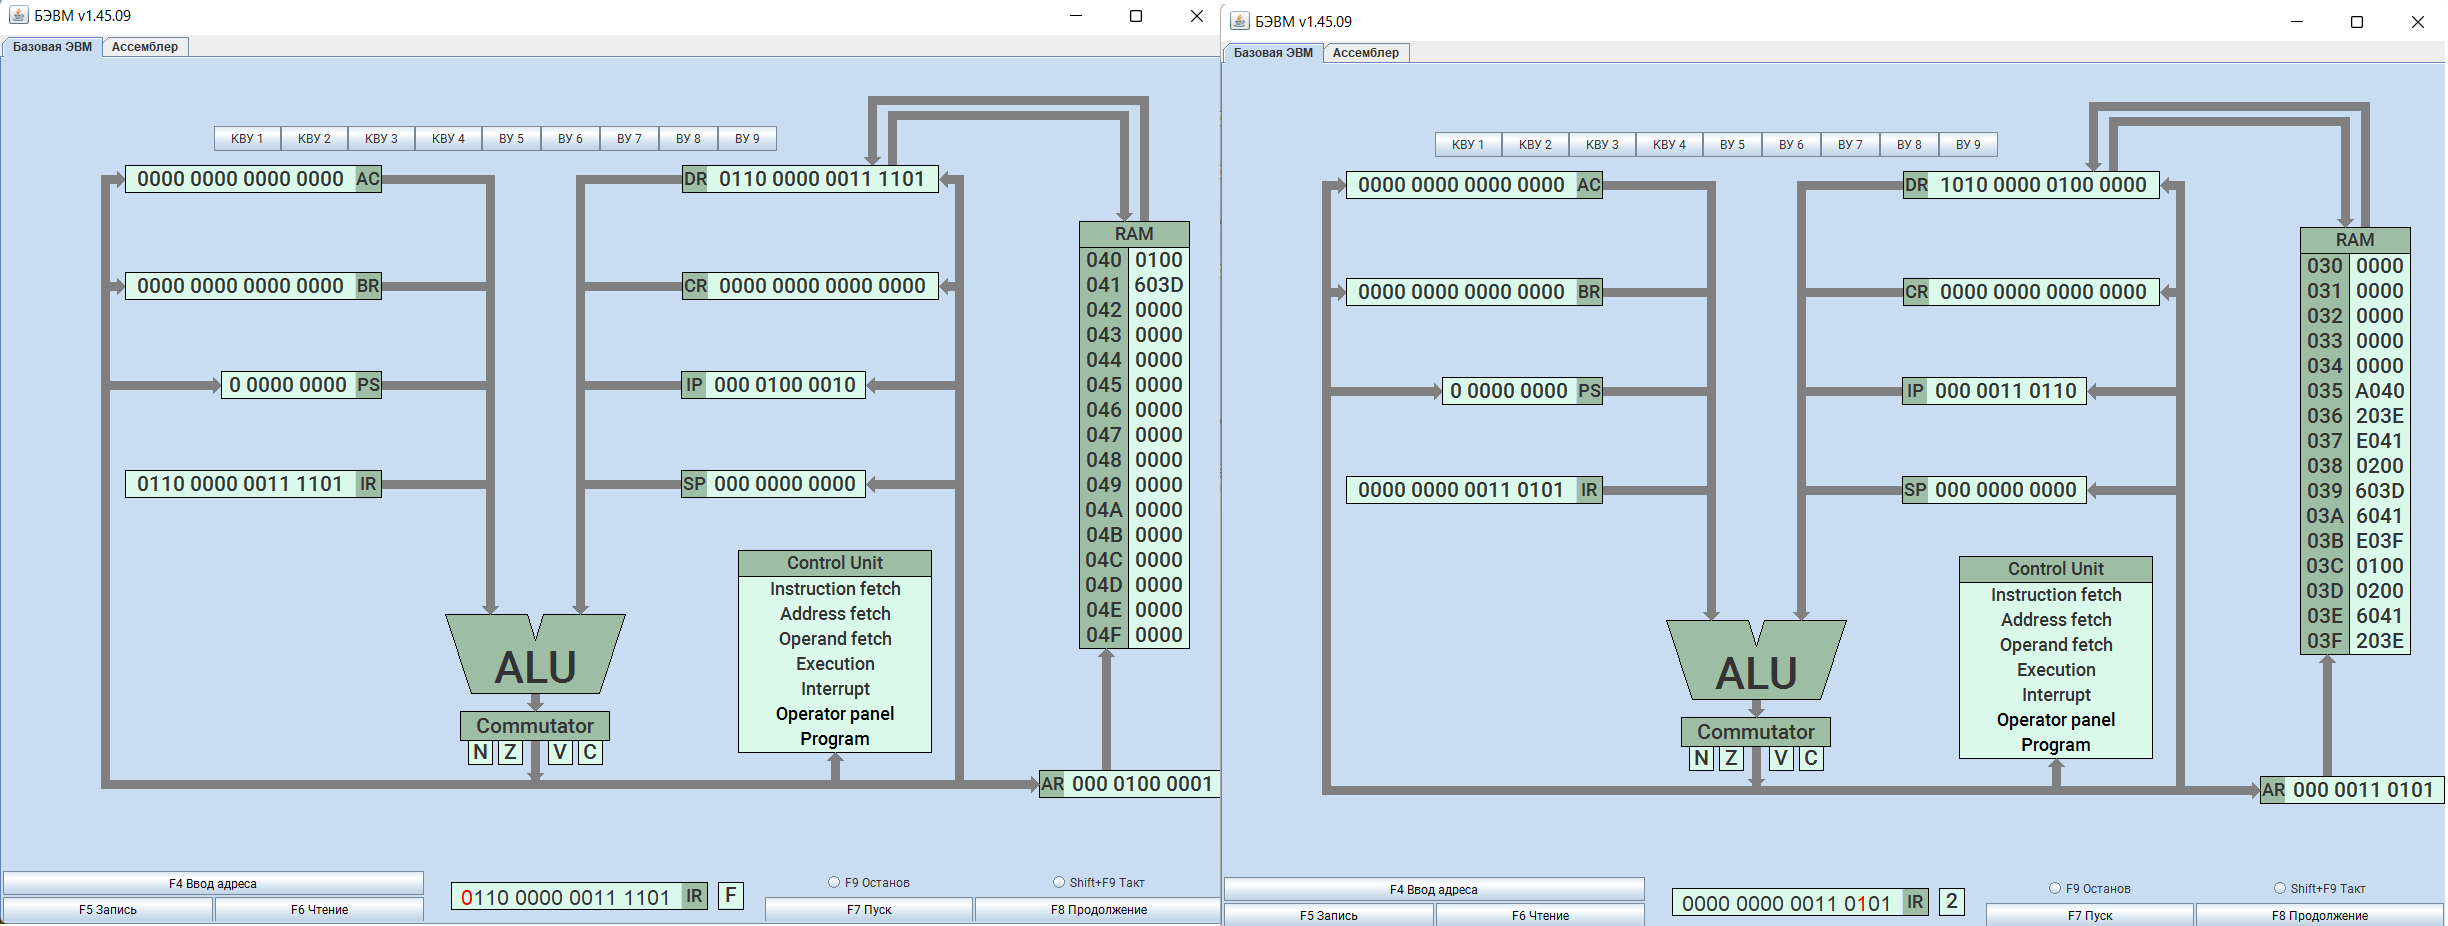 БЭВМ v1.45.09
Базовая ЭВМ Ассемблер
КВУ 1 КВУ 2 КВУ 3 КВУ 4 ВУ 5 ВУ 6 ВУ 7 ВУ 8 ВУ 9
0000 0000 0000 0000 AC
DR 0110 0000 0011 1101
0000 0000 0000 0000 BR
CR 0000 0000 0000 0000
0 0000 0000 PS
IP 000 0100 0010
0110 0000 0011 1101 IR
SP 000 0000 0000
RAM
040 0100
041 603D
042 0000
043 0000
044 0000
045 0000
046 0000
047 0000
048 0000
049 0000
04A 0000
04B 0000
04C 0000
04D 0000
04E 0000
04F 0000
ALU
Commutator
N Z V C
Control Unit
Instruction fetch
Address fetch
Operand fetch
Execution
Interrupt
Operator panel
Program
AR 000 0100 0001
F4 Ввод адреса
F5 Запись F6 Чтение
0110 0000 0011 1101 IR F
F9 Останов Shift+F9 Такт
F7 Пуск F8 Продолжение
БЭВМ v1.45.09
Базовая ЭВМ Ассемблер
КВУ 1 КВУ 2 КВУ 3 КВУ 4 ВУ 5 ВУ 6 ВУ 7 ВУ 8 ВУ 9
0000 0000 0000 0000 AC
DR 1010 0000 0100 0000
0000 0000 0000 0000 BR
CR 0000 0000 0000 0000
0 0000 0000 PS
IP 000 0011 0110
0000 0000 0011 0101 IR
SP 000 0000 0000
RAM
030 0000
031 0000
032 0000
033 0000
034 0000
035 A040
036 203E
037 E041
038 0200
039 603D
03A 6041
03B E03F
03C 0100
03D 0200
03E 6041
03F 203E
ALU
Commutator
N Z V C
Control Unit
Instruction fetch
Address fetch
Operand fetch
Execution
Interrupt
Operator panel
Program
AR 000 0011 0101
F4 Ввод адреса
F5 Запись F6 Чтение
0000 0000 0011 0101 IR 2
F9 Останов Shift+F9 Такт
F7 Пуск F8 Продолжение